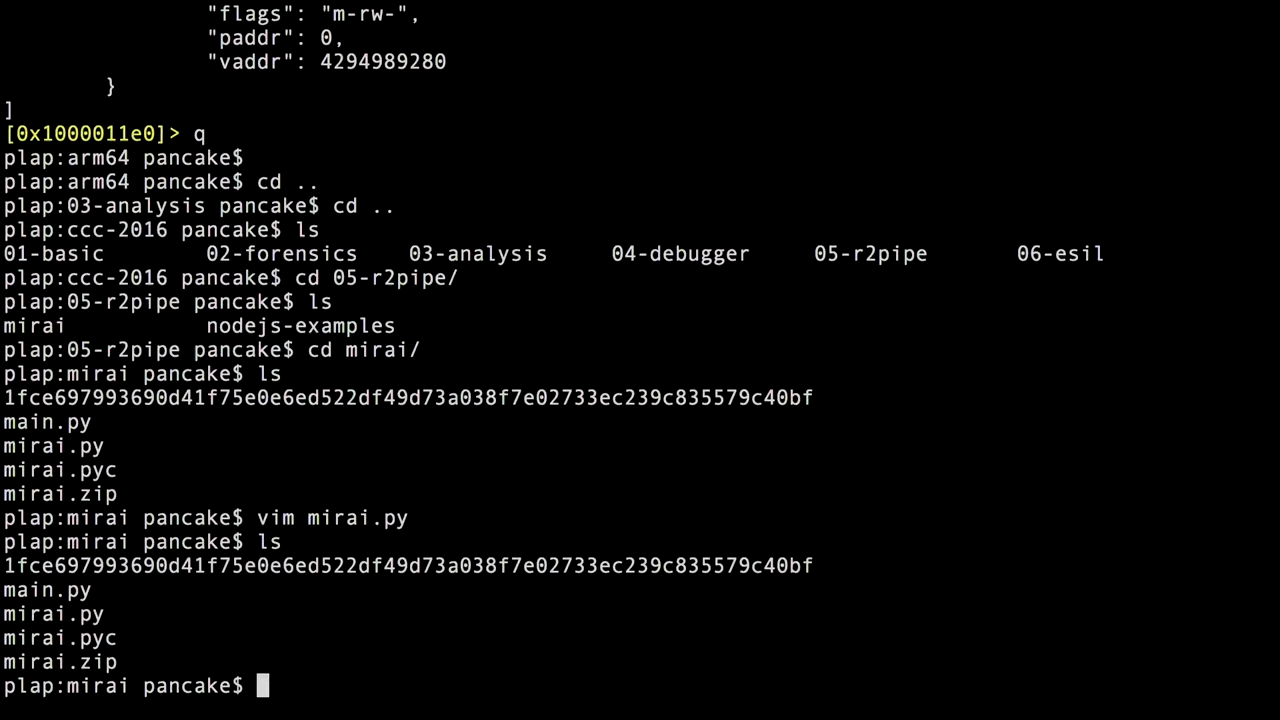 "flags": "m-rw-",
"paddr": 0,
"vaddr": 4294989280
}
]
[0x1000011e0]> q
plap:arm64 pancake$
plap:arm64 pancake$ cd ..
plap:03-analysis pancake$ cd ..
plap:ccc-2016 pancake$ ls
01-basic 02-forensics 03-analysis 04-debugger 05-r2pipe 06-esil
plap:ccc-2016 pancake$ cd 05-r2pipe/
plap:05-r2pipe pancake$ ls
mirai nodejs-examples
plap:05-r2pipe pancake$ cd mirai/
plap:mirai pancake$ ls
1fce697993690d41f75e0e6ed522df49d73a038f7e02733ec239c835579c40bf
main.py
mirai.py
mirai.pyc
mirai.zip
plap:mirai pancake$ vim mirai.py
plap:mirai pancake$ ls
1fce697993690d41f75e0e6ed522df49d73a038f7e02733ec239c835579c40bf
main.py
mirai.py
mirai.pyc
mirai.zip
plap:mirai pancake$